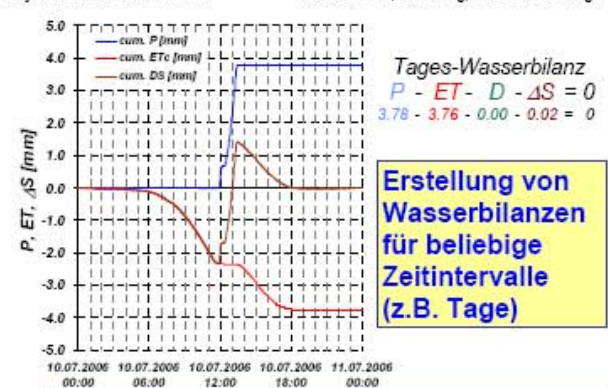 5.0
4.0
3.0
2.0
1.0
0.0
-1.0
-2.0
-3.0
-4.0
-5.0
P, ET, ΔS [mm]
cum. P [mm]
cum. ETc [mm]
cum. DS [mm]
10.07.2006 10.07.2006 10.07.2006 10.07.2006 11.07.2006
00:00 06:00 12:00 18:00 00:00
Tages-Wasserbilanz
P - ET - D - ΔS = 0
3.78 - 3.76 - 0.00 - 0.02 = 0
Erstellung von
Wasserbilanzen
für beliebige
Zeitintervalle
(z.B. Tage)